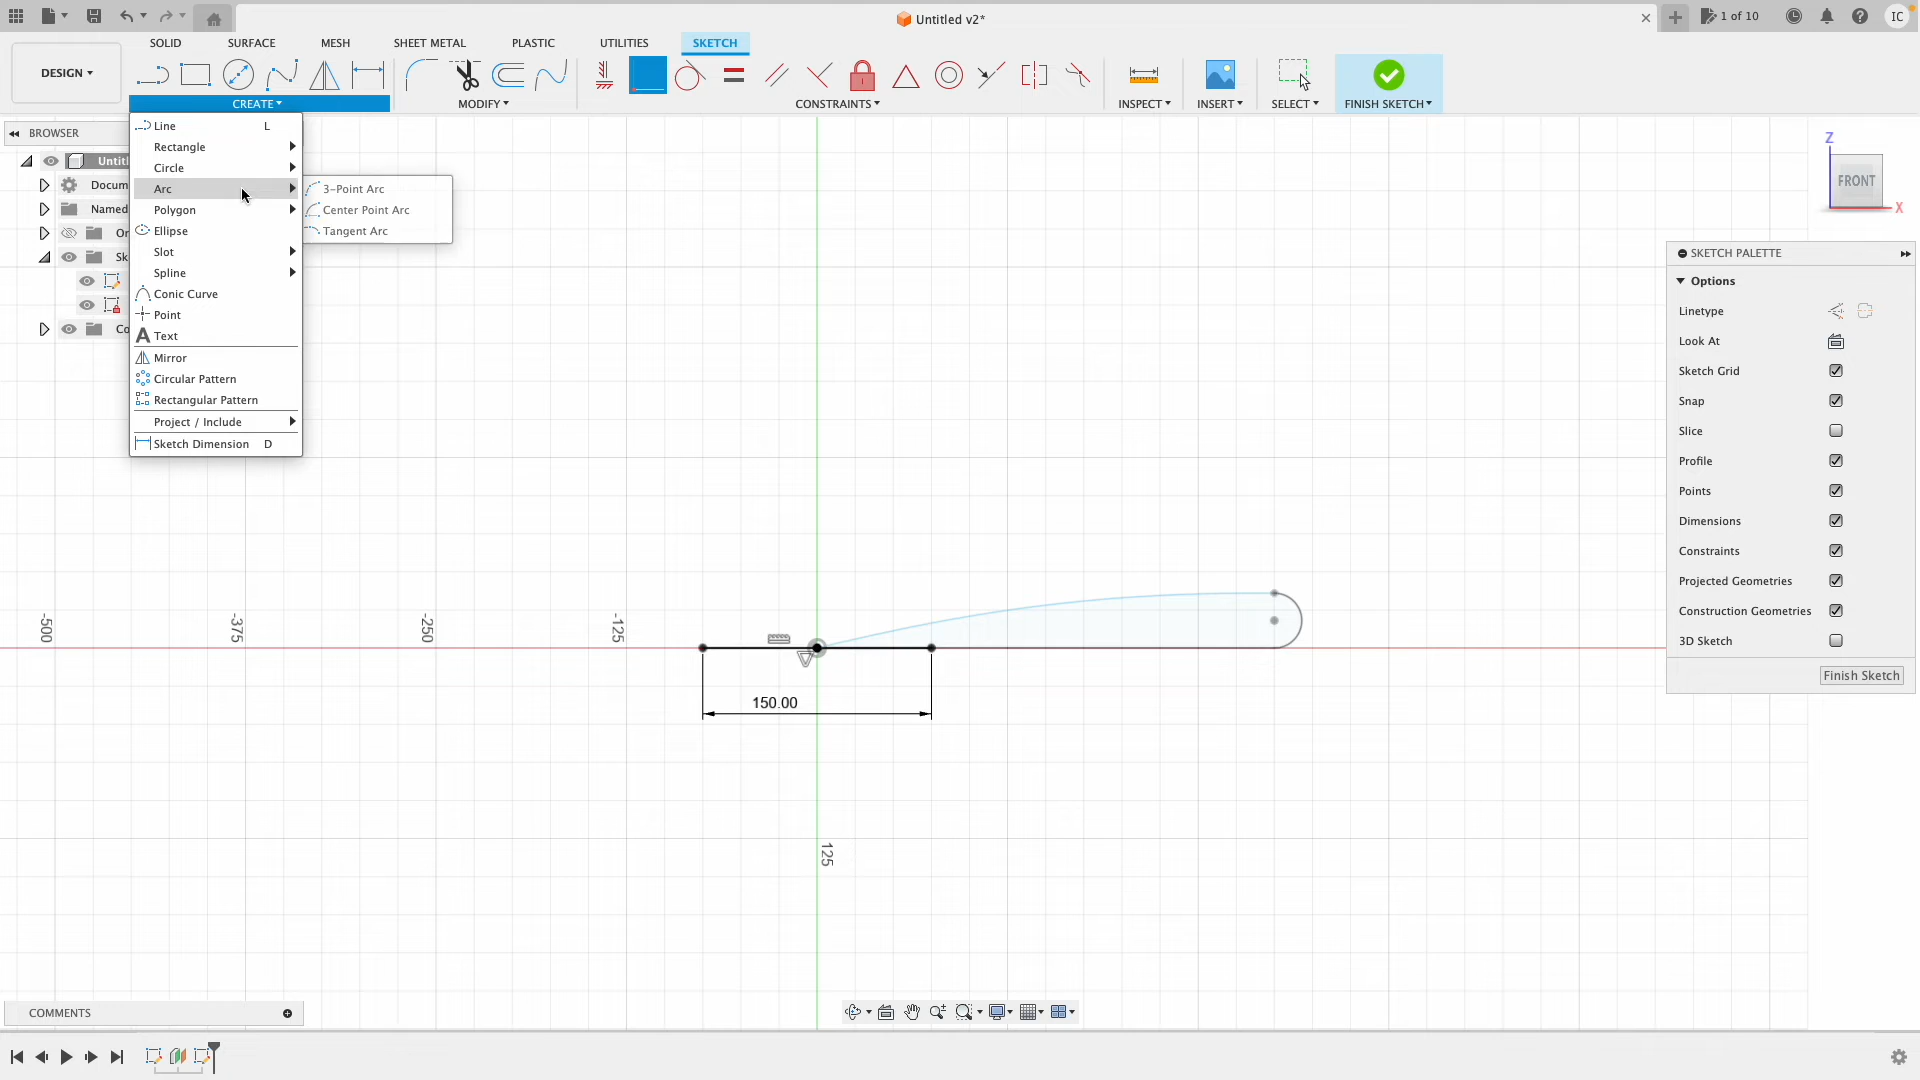 Untitled v2*
1 of 10
IC
DESIGN
SOLID
SURFACE
MESH
SHEET METAL
PLASTIC
UTILITIES
SKETCH
CREATE
MODIFY
CONSTRAINTS
INSPECT
INSERT
SELECT
FINISH SKETCH
BROWSER
Untitl
Docum
Named
Or
Sk
Co
Line L
Rectangle
Circle
Arc
Polygon
Ellipse
Slot
Spline
Conic Curve
Point
Text
Mirror
Circular Pattern
Rectangular Pattern
Project / Include
Sketch Dimension D
3-Point Arc
Center Point Arc
Tangent Arc
Z
FRONT
X
SKETCH PALETTE
Options
Linetype
Look At
Sketch Grid
Snap
Slice
Profile
Points
Dimensions
Constraints
Projected Geometries
Construction Geometries
3D Sketch
Finish Sketch
-500
-375
-250
-125
150.00
125
COMMENTS